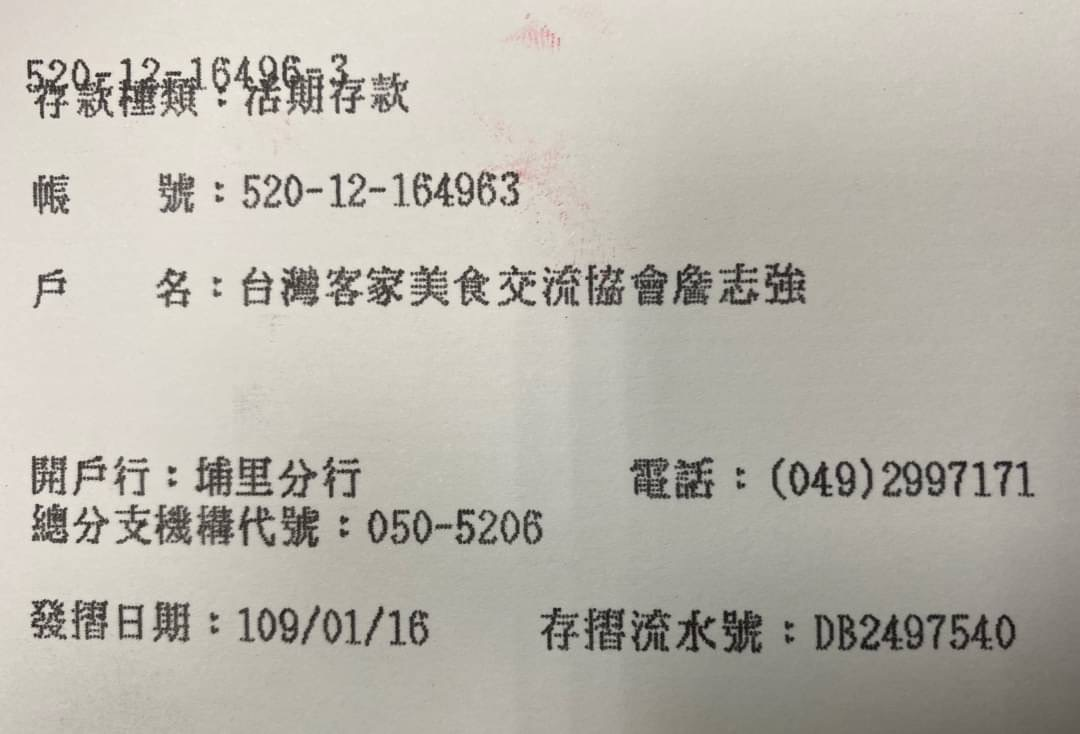 520-12-16496-3
存款種類：活期存款
帳　　號：520-12-164963
戶　　名：台灣客家美食交流協會詹志強
開戶行：埔里分行　電話：(049)2997171
總分支機構代號：050-5206
發摺日期：109/01/16　存摺流水號：DB2497540